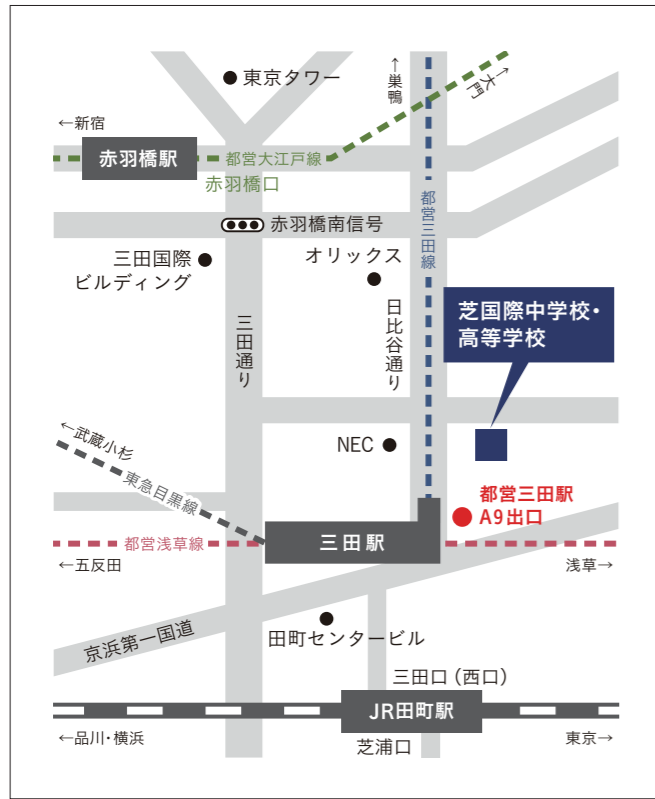 東京タワー
←巣鴨
←大門
←新宿
赤羽橋駅
都営大江戸線
赤羽橋口
都営三田線
赤羽橋南信号
三田国際
ビルディング
オリックス
三田通り
日比谷通り
芝国際中学校・
高等学校
←武蔵小杉
東急目黒線
NEC
都営三田駅
A9出口
都営浅草線
三田駅
←五反田
浅草→
京浜第一国道
田町センタービル
三田口(西口)
JR田町駅
←品川・横浜
芝浦口
東京→